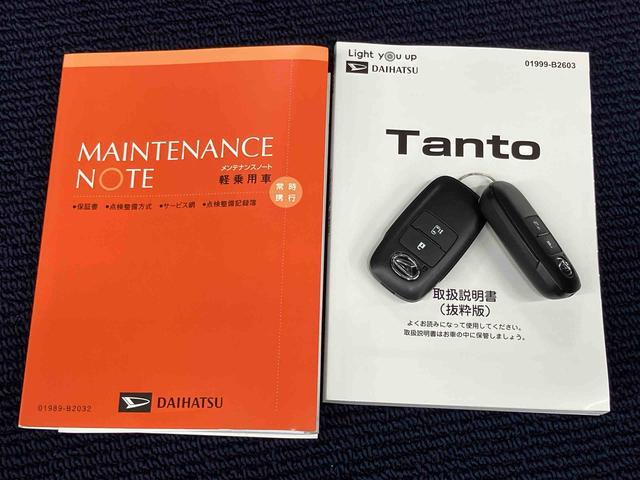 MAINTENANCE
NOTE
メンテナンスノート
軽乗用車
常時
携行
•保証書 •点検整備方式 •サービス網 •点検整備記録簿
01989-B2032
DAIHATSU
Light you up
DAIHATSU
01999-B2603
Tanto
取扱説明書
（抜粋版）
よくお読みになって使用してください。
取扱説明書はお車の中に保管しましょう。